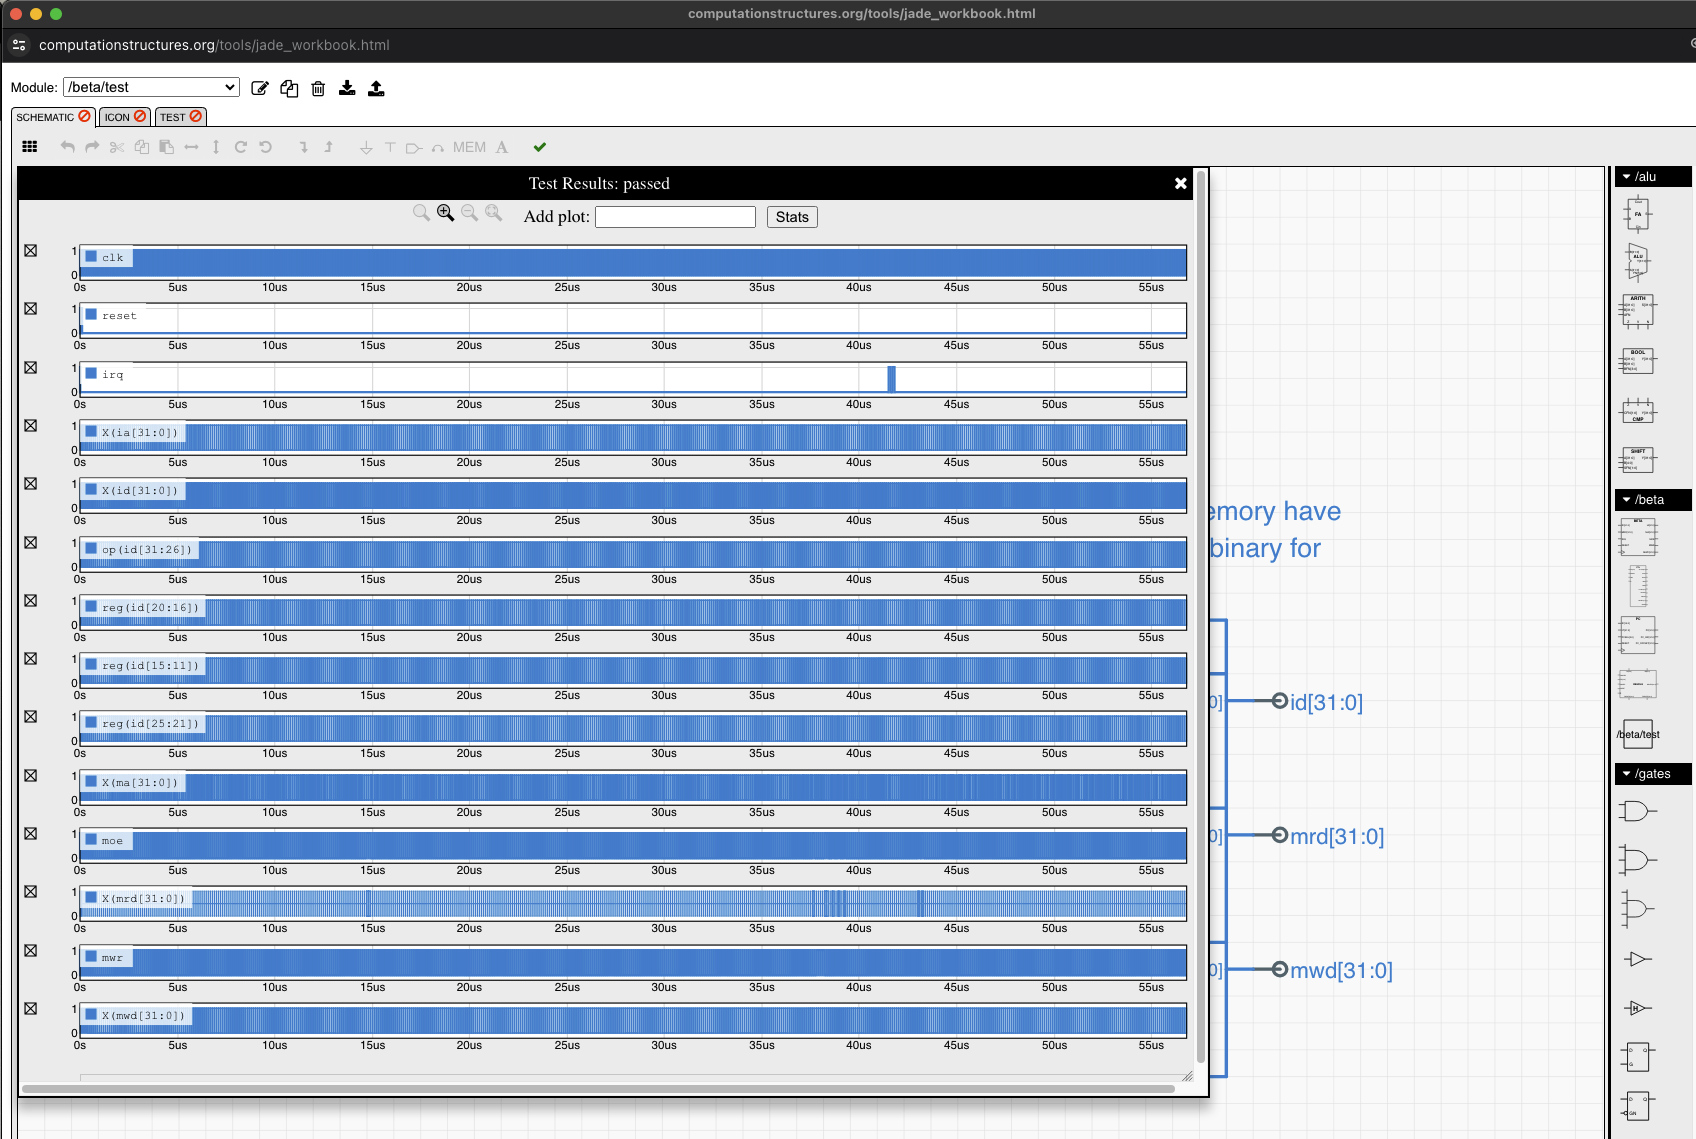 computationstructures.org/tools/jade_workbook.html
computationstructures.org/tools/jade_workbook.html
Module: /beta/test
SCHEMATIC ICON TEST
MEM A
Test Results: passed
Add plot: Stats
1 clk
0
0s 5us 10us 15us 20us 25us 30us 35us 40us 45us 50us 55us
1 reset
0
0s 5us 10us 15us 20us 25us 30us 35us 40us 45us 50us 55us
1 irq
0
0s 5us 10us 15us 20us 25us 30us 35us 40us 45us 50us 55us
1 X(ia[31:0])
0
0s 5us 10us 15us 20us 25us 30us 35us 40us 45us 50us 55us
1 X(id[31:0])
0
0s 5us 10us 15us 20us 25us 30us 35us 40us 45us 50us 55us
1 op(id[31:26])
0
0s 5us 10us 15us 20us 25us 30us 35us 40us 45us 50us 55us
1 reg(id[20:16])
0
0s 5us 10us 15us 20us 25us 30us 35us 40us 45us 50us 55us
1 reg(id[15:11])
0
0s 5us 10us 15us 20us 25us 30us 35us 40us 45us 50us 55us
1 reg(id[25:21])
0
0s 5us 10us 15us 20us 25us 30us 35us 40us 45us 50us 55us
1 X(ma[31:0])
0
0s 5us 10us 15us 20us 25us 30us 35us 40us 45us 50us 55us
1 moe
0
0s 5us 10us 15us 20us 25us 30us 35us 40us 45us 50us 55us
1 X(mrd[31:0])
0
0s 5us 10us 15us 20us 25us 30us 35us 40us 45us 50us 55us
1 mwr
0
0s 5us 10us 15us 20us 25us 30us 35us 40us 45us 50us 55us
1 X(mwd[31:0])
0
0s 5us 10us 15us 20us 25us 30us 35us 40us 45us 50us 55us
emory have
binary for
0] id[31:0]
0] mrd[31:0]
0] mwd[31:0]
/alu
FA
ALU
ARITH
BOOL
CMP
SHIFT
/beta
BETA
PC
/beta/test
/gates
D Q
G
D Q
GN